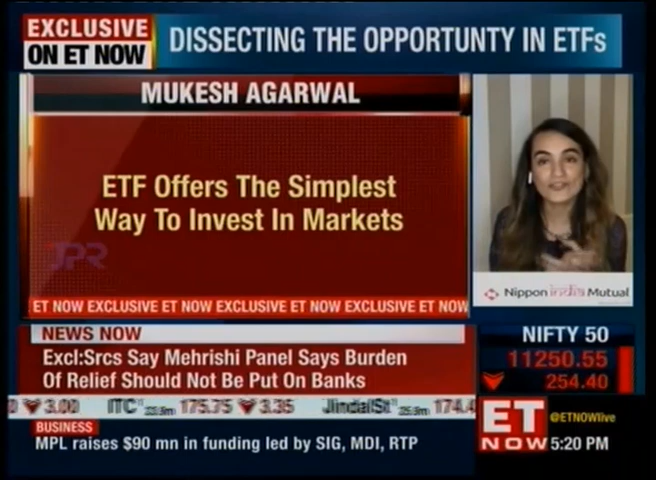 EXCLUSIVE
ON ET NOW
DISSECTING THE OPPORTUNTY IN ETFs
MUKESH AGARWAL
ETF Offers The Simplest
Way To Invest In Markets
JPR
ET NOW EXCLUSIVE ET NOW EXCLUSIVE ET NOW EXCLUSIVE ET NOW
Nippon india Mutual
NEWS NOW
Excl:Srcs Say Mehrishi Panel Says Burden
Of Relief Should Not Be Put On Banks
NIFTY 50
11250.55
254.40
3.00 ITC 175.75 3.35 JindalSt 174.4
BUSINESS
MPL raises $90 mn in funding led by SIG, MDI, RTP
ET
NOW
@ETNOWlive
5:20 PM